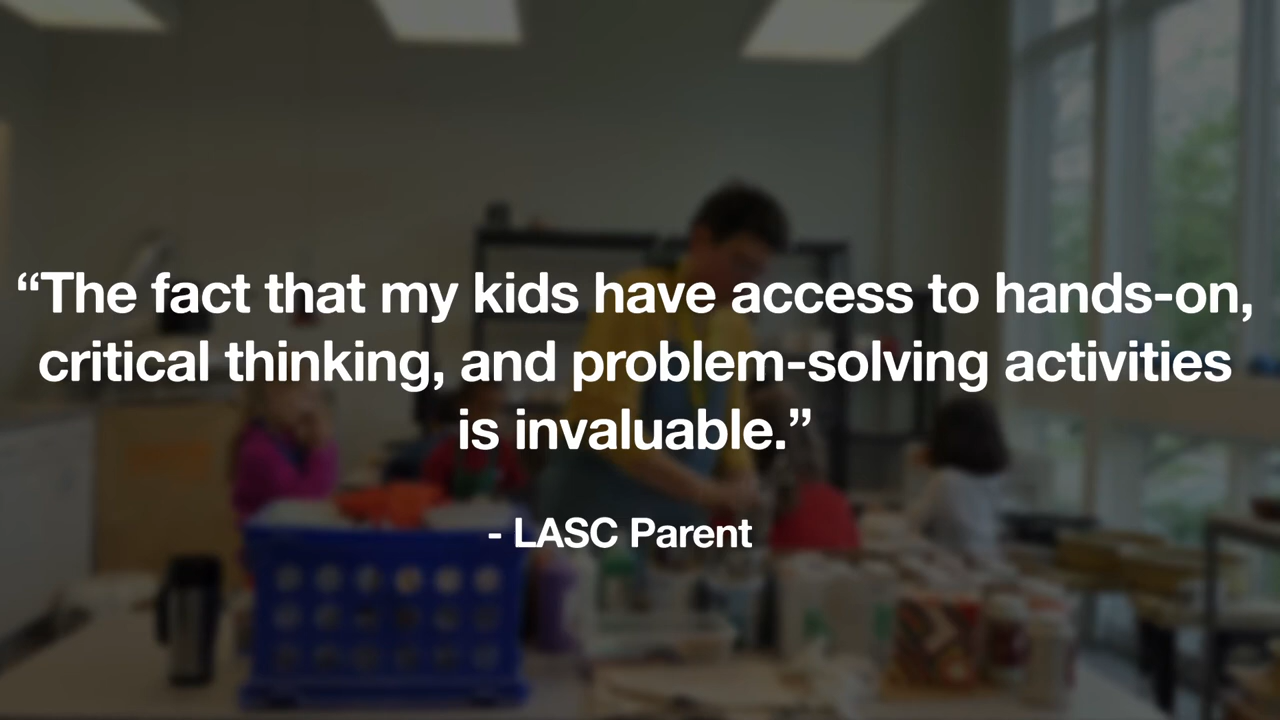 “The fact that my kids have access to hands-on,
critical thinking, and problem-solving activities
is invaluable.”
- LASC Parent